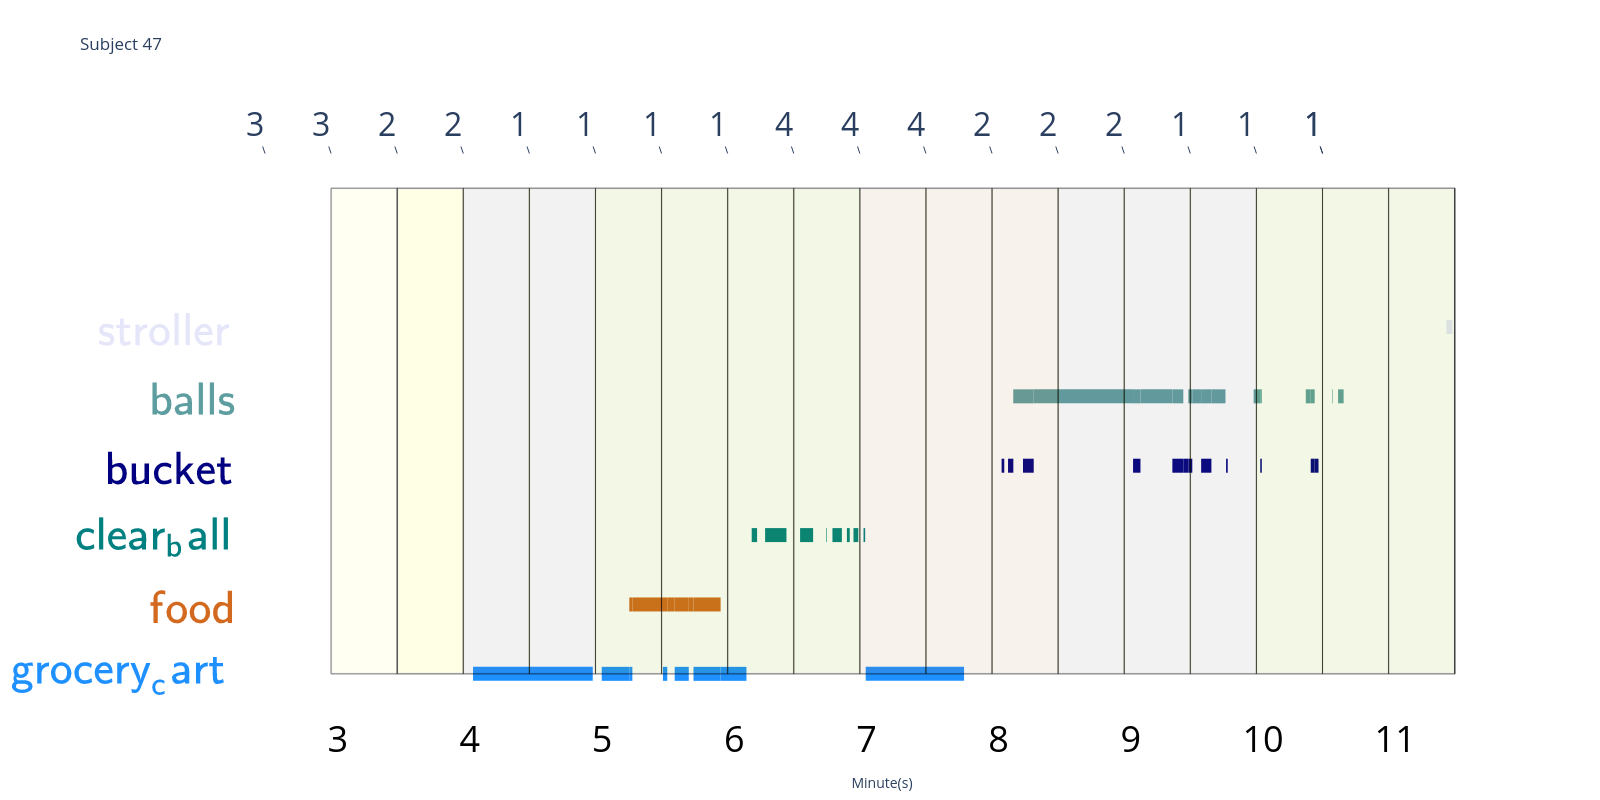 Subject 47
3 3 2 2 1 1 1 1 4 4 4 2 2 2 1 1 1
stroller
balls
bucket
clear_b all
food
grocery_c art
3 4 5 6 7 8 9 10 11
Minute(s)